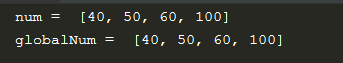 num =  [40, 50, 60, 100]
globalNum =  [40, 50, 60, 100]